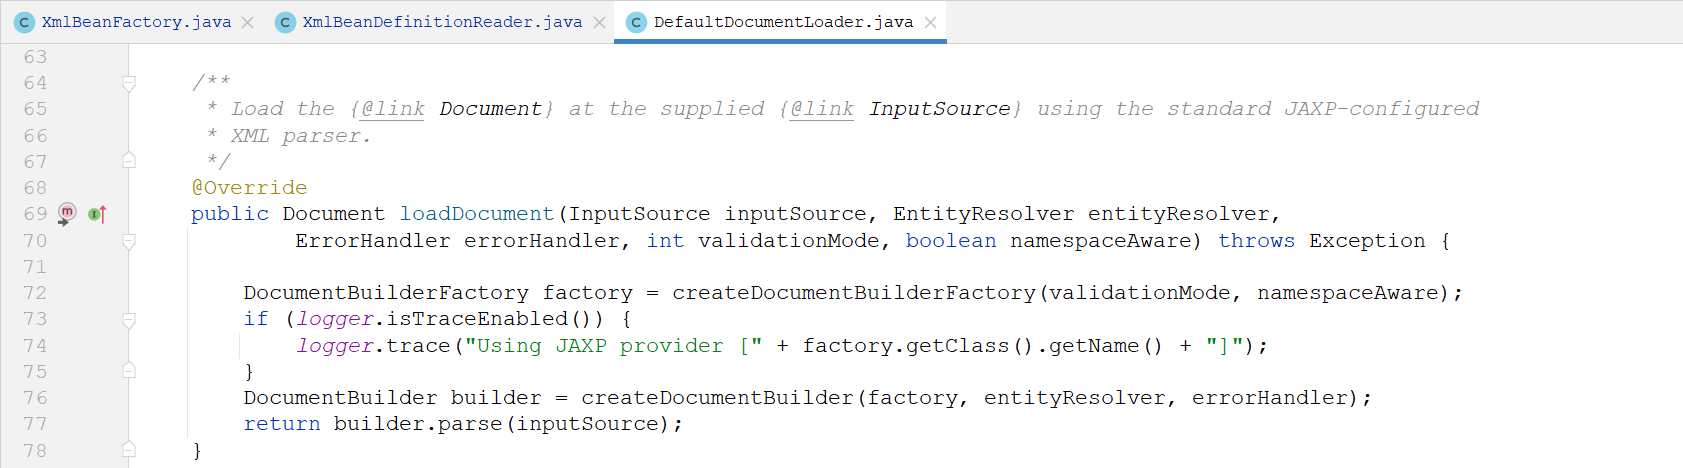 XmlBeanFactory.java XmlBeanDefinitionReader.java DefaultDocumentLoader.java
63
64 /**
65 * Load the {@link Document} at the supplied {@link InputSource} using the standard JAXP-configured
66 * XML parser.
67 */
68 @Override
69 public Document loadDocument(InputSource inputSource, EntityResolver entityResolver,
70 ErrorHandler errorHandler, int validationMode, boolean namespaceAware) throws Exception {
71
72 DocumentBuilderFactory factory = createDocumentBuilderFactory(validationMode, namespaceAware);
73 if (logger.isTraceEnabled()) {
74 logger.trace("Using JAXP provider [" + factory.getClass().getName() + "]");
75 }
76 DocumentBuilder builder = createDocumentBuilder(factory, entityResolver, errorHandler);
77 return builder.parse(inputSource);
78 }